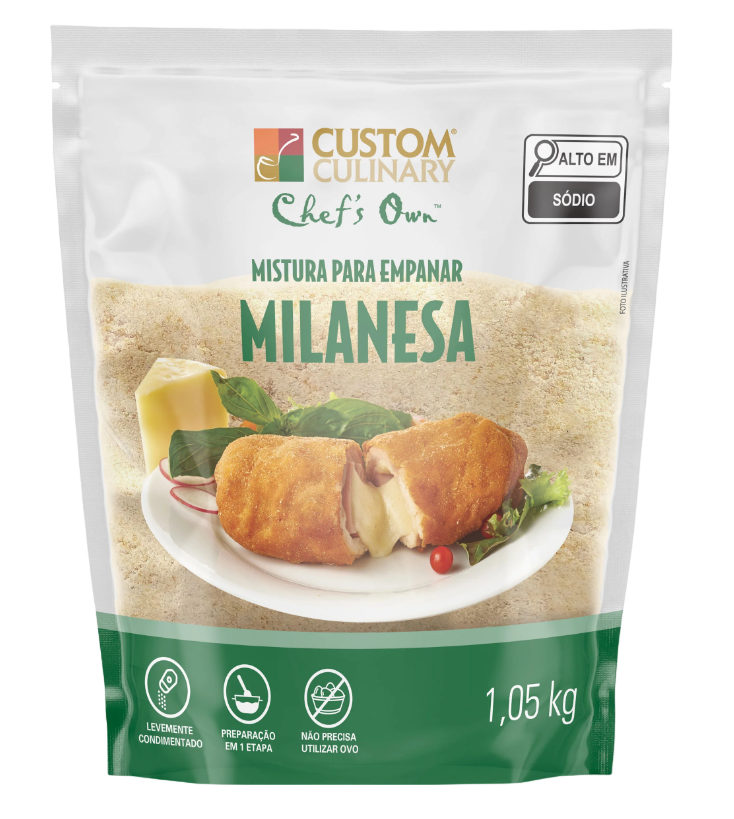 CUSTOM®
CULINARY
Chef's Own™
ALTO EM
SÓDIO
MISTURA PARA EMPANAR
MILANESA
FOTO ILUSTRATIVA
LEVEMENTE
CONDIMENTADO
PREPARAÇÃO
EM 1 ETAPA
NÃO PRECISA
UTILIZAR OVO
1,05 kg